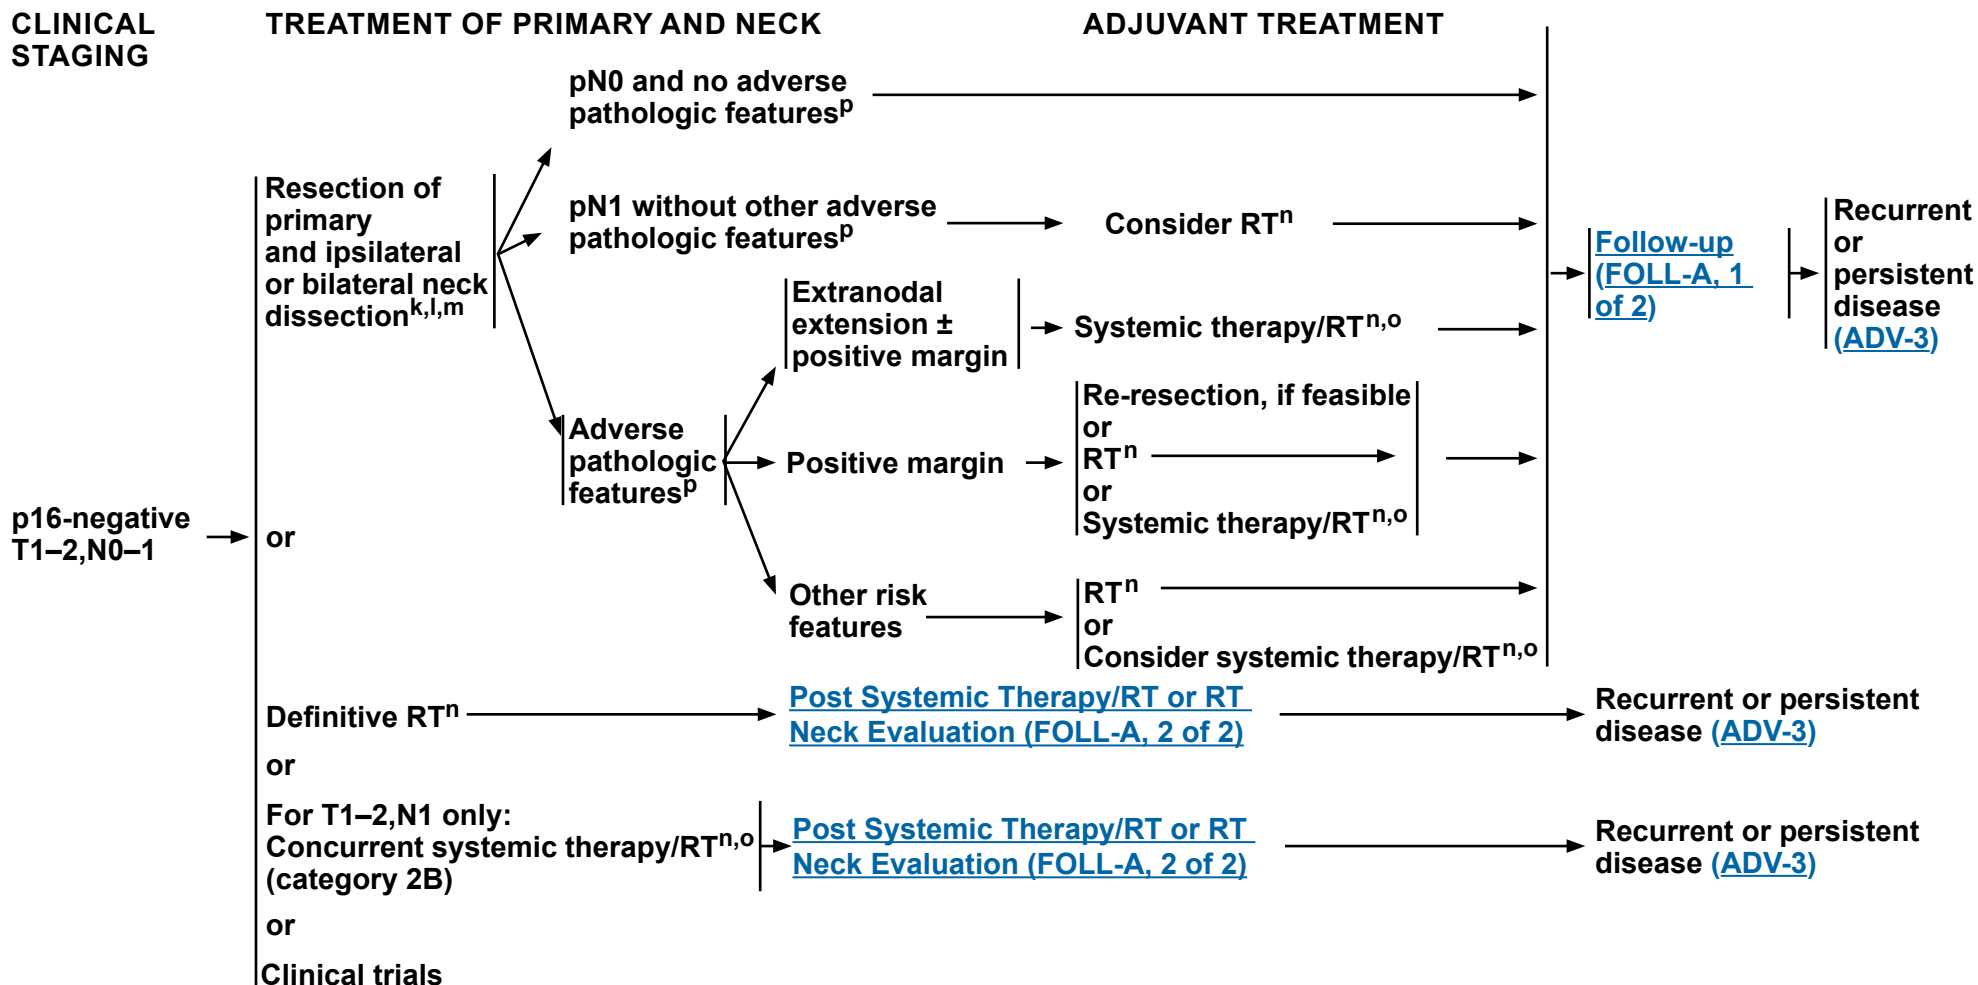 CLINICAL
STAGING
TREATMENT OF PRIMARY AND NECK
ADJUVANT TREATMENT
p16-negative
T1–2,N0–1
Resection of
primary
and ipsilateral
or bilateral neck
dissectionk,l,m
pN0 and no adverse
pathologic featuresp
pN1 without other adverse
pathologic featuresp
Consider RTn
Adverse
pathologic
featuresp
Extranodal
extension ±
positive margin
Systemic therapy/RTn,o
Positive margin
Re-resection, if feasible
or
RTn
or
Systemic therapy/RTn,o
Other risk
features
RTn
or
Consider systemic therapy/RTn,o
Follow-up
(FOLL-A, 1
of 2)
Recurrent
or
persistent
disease
(ADV-3)
or
Definitive RTn
Post Systemic Therapy/RT or RT
Neck Evaluation (FOLL-A, 2 of 2)
Recurrent or persistent
disease (ADV-3)
or
For T1–2,N1 only:
Concurrent systemic therapy/RTn,o
(category 2B)
Post Systemic Therapy/RT or RT
Neck Evaluation (FOLL-A, 2 of 2)
Recurrent or persistent
disease (ADV-3)
or
Clinical trials